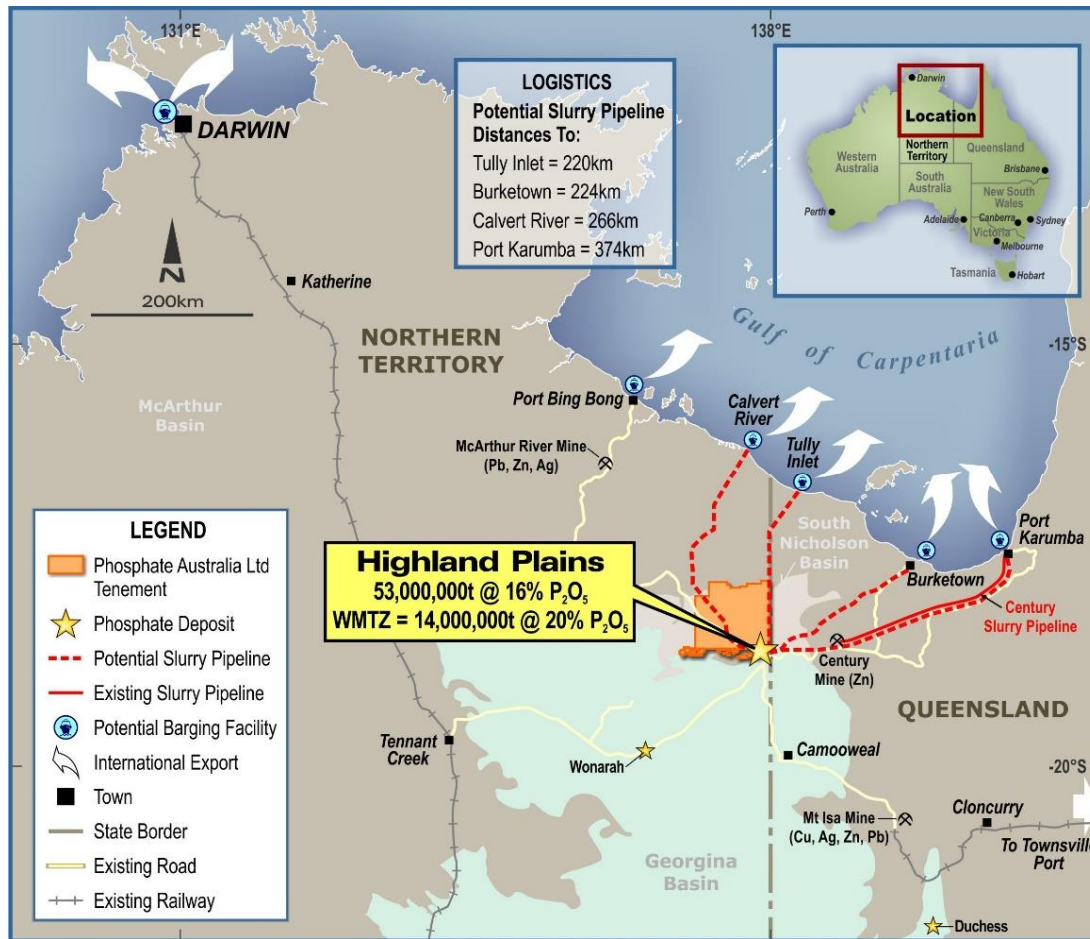 131°E
138°E
DARWIN
LOGISTICS
Potential Slurry Pipeline
Distances To:
Tully Inlet = 220km
Burketown = 224km
Calvert River = 266km
Port Karumba = 374km
Darwin
Location
Western
Australia
Northern
Territory
Queensland
South
Australia
Brisbane
New South
Wales
Perth
Adelaide
Canberra
Sydney
Victoria
Melbourne
Tasmania
Hobart
N
200km
Katherine
NORTHERN
TERRITORY
Gulf of Carpentaria
-15°S
McArthur
Basin
Port Bing Bong
Calvert
River
Tully
Inlet
McArthur River Mine
(Pb, Zn, Ag)
South
Nicholson
Basin
Port
Karumba
Burketown
Century
Slurry Pipeline
Highland Plains
53,000,000t @ 16% P₂O₅
WMTZ = 14,000,000t @ 20% P₂O₅
Century
Mine (Zn)
QUEENSLAND
LEGEND
Phosphate Australia Ltd
Tenement
Phosphate Deposit
Potential Slurry Pipeline
Existing Slurry Pipeline
Potential Barging Facility
International Export
Town
State Border
Existing Road
Existing Railway
Tennant
Creek
Wonarah
Camooweal
-20°S
Mt Isa Mine
(Cu, Ag, Zn, Pb)
Cloncurry
To Townsville
Port
Georgina
Basin
Duchess